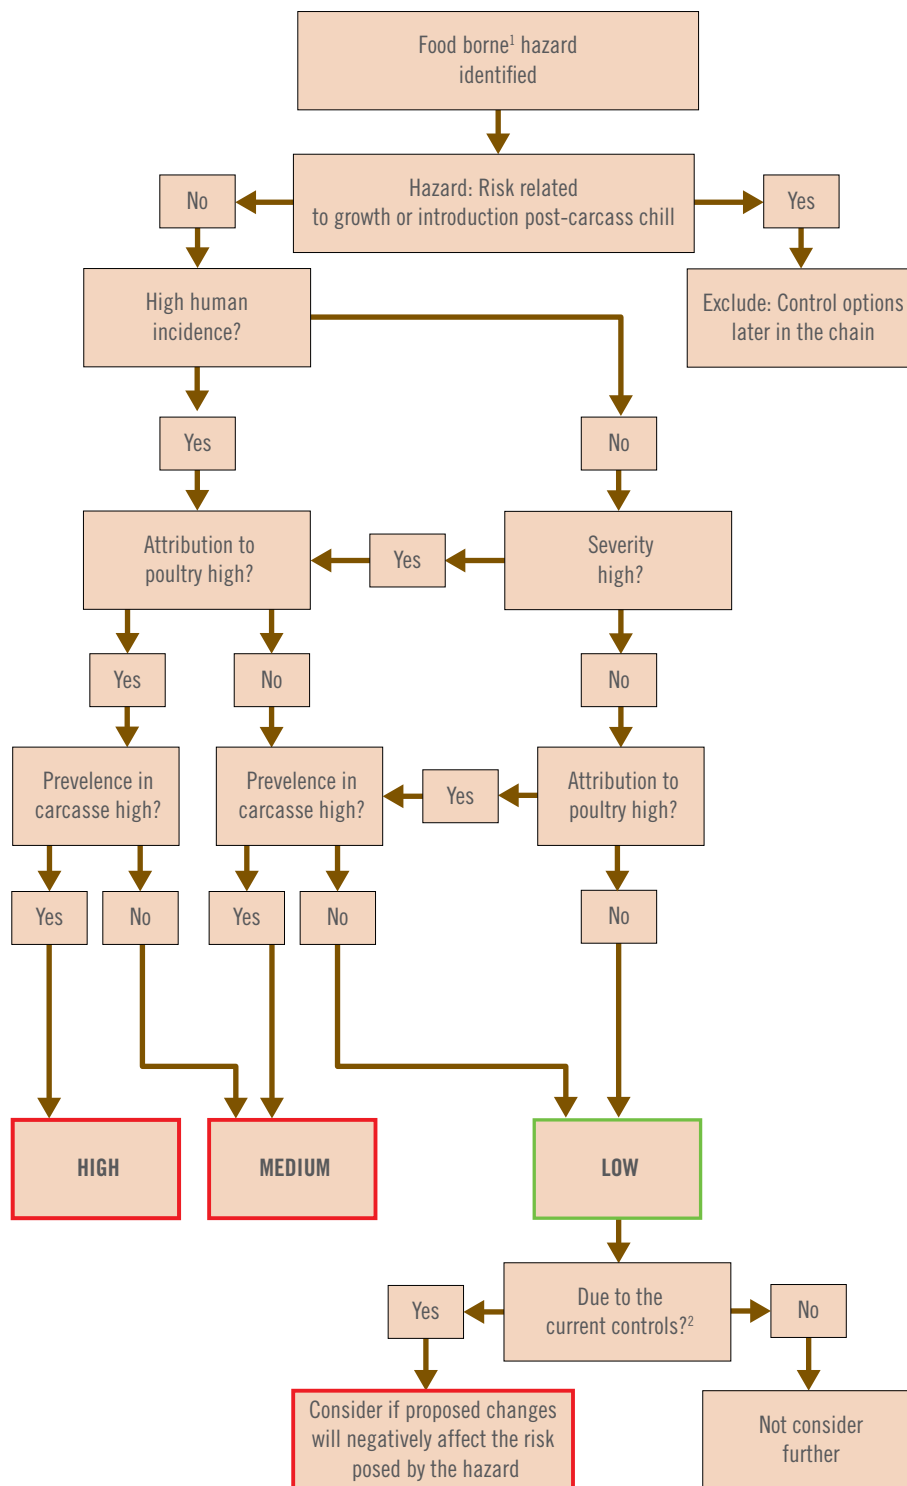 Food borne¹ hazard
identified
Hazard: Risk related
to growth or introduction post-carcass chill
No
Yes
High human
incidence?
Exclude: Control options
later in the chain
Yes
No
Attribution to
poultry high?
Yes
Severity
high?
Yes
No
No
Prevelence in
carcasse high?
Prevelence in
carcasse high?
Yes
Attribution to
poultry high?
Yes
No
Yes
No
No
HIGH
MEDIUM
LOW
Yes
Due to the
current controls?²
No
Consider if proposed changes
will negatively affect the risk
posed by the hazard
Not consider
further